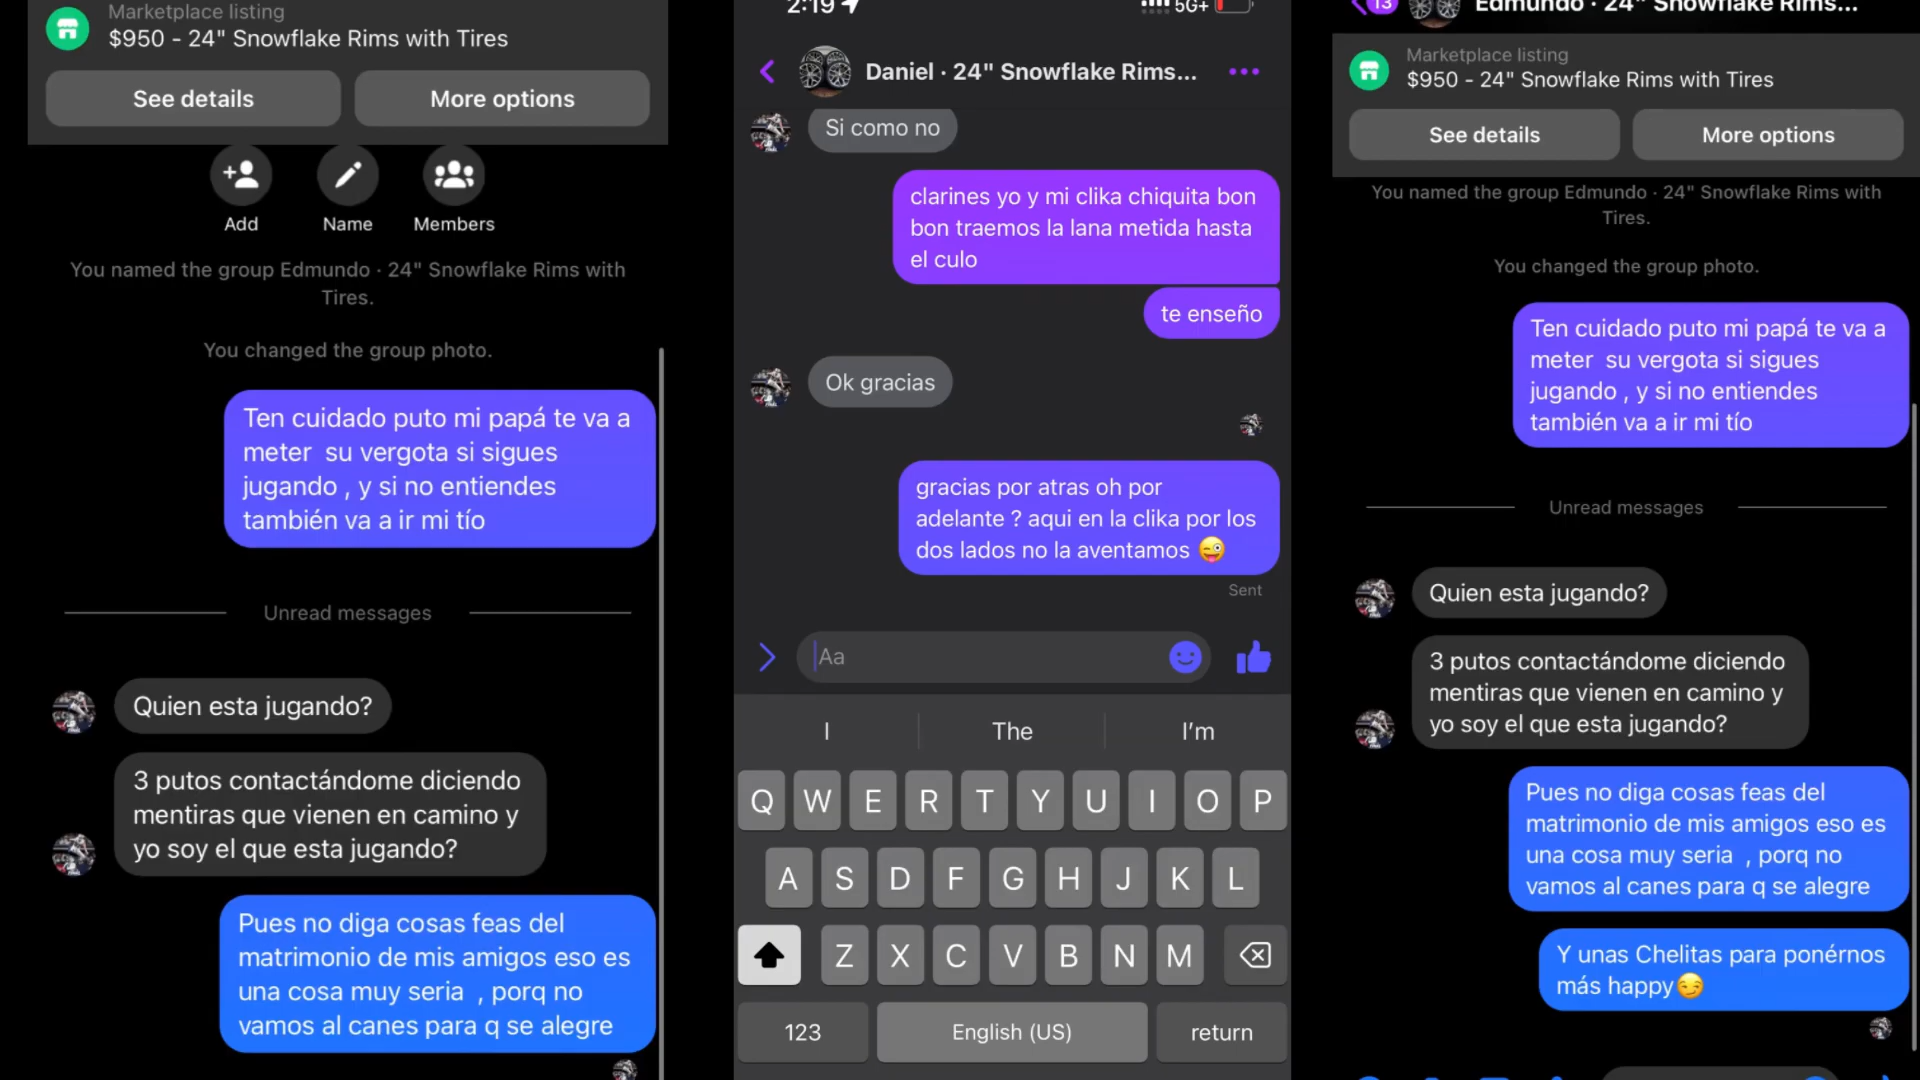 Marketplace listing
$950 - 24" Snowflake Rims with Tires
See details
More options
Add
Name
Members
You named the group Edmundo · 24" Snowflake Rims with
Tires.
You changed the group photo.
Ten cuidado puto mi papá te va a
meter  su vergota si sigues
jugando , y si no entiendes
también va a ir mi tío
Unread messages
Quien esta jugando?
3 putos contactándome diciendo
mentiras que vienen en camino y
yo soy el que esta jugando?
Pues no diga cosas feas del
matrimonio de mis amigos eso es
una cosa muy seria  , porq no
vamos al canes para q se alegre
2:19
5G+
Daniel · 24" Snowflake Rims...
Si como no
clarines yo y mi clika chiquita bon
bon traemos la lana metida hasta
el culo
te enseño
Ok gracias
gracias por atras oh por
adelante ? aqui en la clika por los
dos lados no la aventamos 😜
Sent
Aa
I
The
I'm
Q W E R T Y U I O P
A S D F G H J K L
Z X C V B N M
123
English (US)
return
13
Edmundo · 24" Snowflake Rims...
Marketplace listing
$950 - 24" Snowflake Rims with Tires
See details
More options
You named the group Edmundo · 24" Snowflake Rims with
Tires.
You changed the group photo.
Ten cuidado puto mi papá te va a
meter  su vergota si sigues
jugando , y si no entiendes
también va a ir mi tío
Unread messages
Quien esta jugando?
3 putos contactándome diciendo
mentiras que vienen en camino y
yo soy el que esta jugando?
Pues no diga cosas feas del
matrimonio de mis amigos eso es
una cosa muy seria  , porq no
vamos al canes para q se alegre
Y unas Chelitas para ponérnos
más happy😏